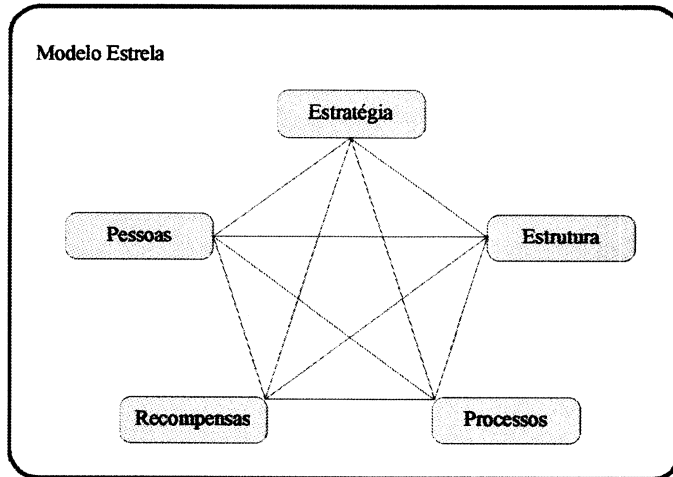 Modelo Estrela
Estratégia
Pessoas
Estrutura
Recompensas
Processos